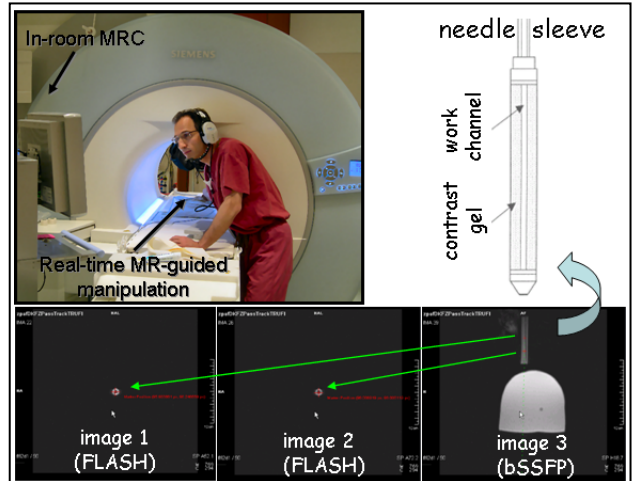 In-room MRC
SIEMENS
Real-time MR-guided
manipulation
needle sleeve
work
channel
contrast
gel
image 1
(FLASH)
image 2
(FLASH)
image 3
(bSSFP)